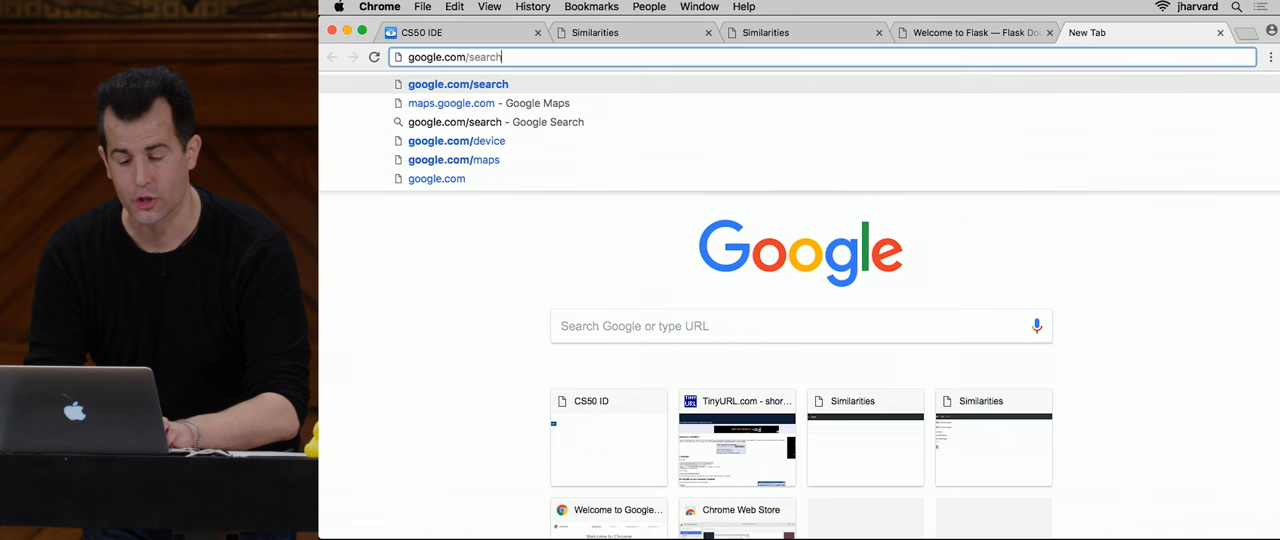 Chrome File Edit View History Bookmarks People Window Help jharvard
CS50 IDE Similarities Similarities Welcome to Flask — Flask Do New Tab
google.com/search
google.com/search
maps.google.com - Google Maps
google.com/search - Google Search
google.com/device
google.com/maps
google.com
Google
Search Google or type URL
CS50 ID TinyURL.com - shor... Similarities Similarities
TINY
URL
Welcome to Google... Chrome Web Store